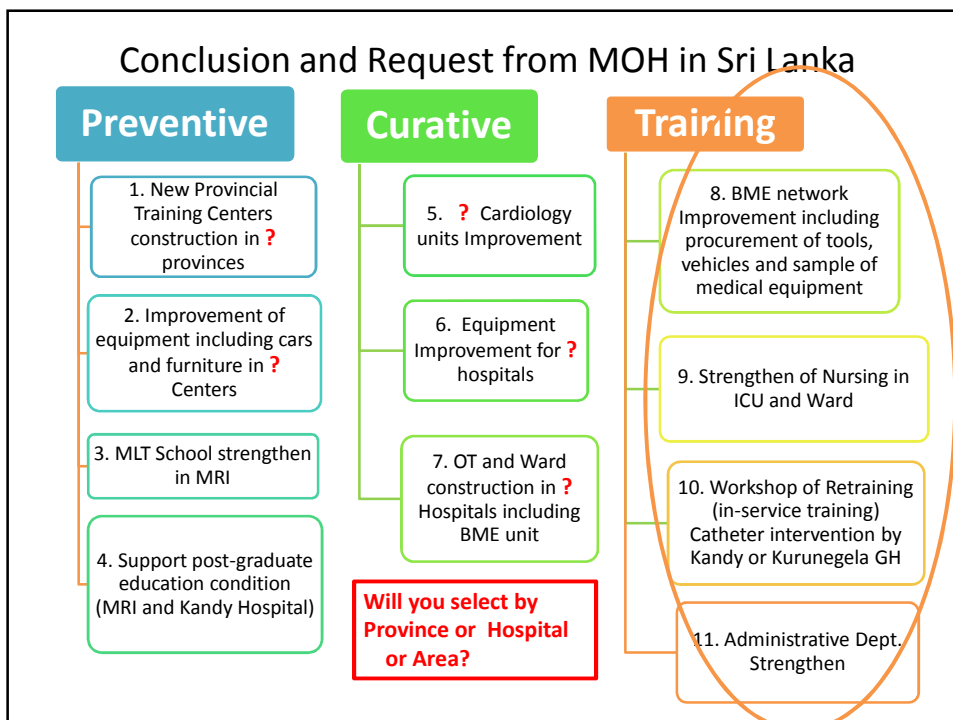 Conclusion and Request from MOH in Sri Lanka
Preventive
1. New Provincial
Training Centers
construction in ?
provinces
2. Improvement of
equipment including cars
and furniture in ?
Centers
3. MLT School strengthen
in MRI
4. Support post-graduate
education condition
(MRI and Kandy Hospital)
Curative
5. ? Cardiology
units Improvement
6. Equipment
Improvement for ?
hospitals
7. OT and Ward
construction in ?
Hospitals including
BME unit
Will you select by
Province or Hospital
or Area?
Training
8. BME network
Improvement including
procurement of tools,
vehicles and sample of
medical equipment
9. Strengthen of Nursing in
ICU and Ward
10. Workshop of Retraining
(in-service training)
Catheter intervention by
Kandy or Kurunegela GH
11. Administrative Dept.
Strengthen